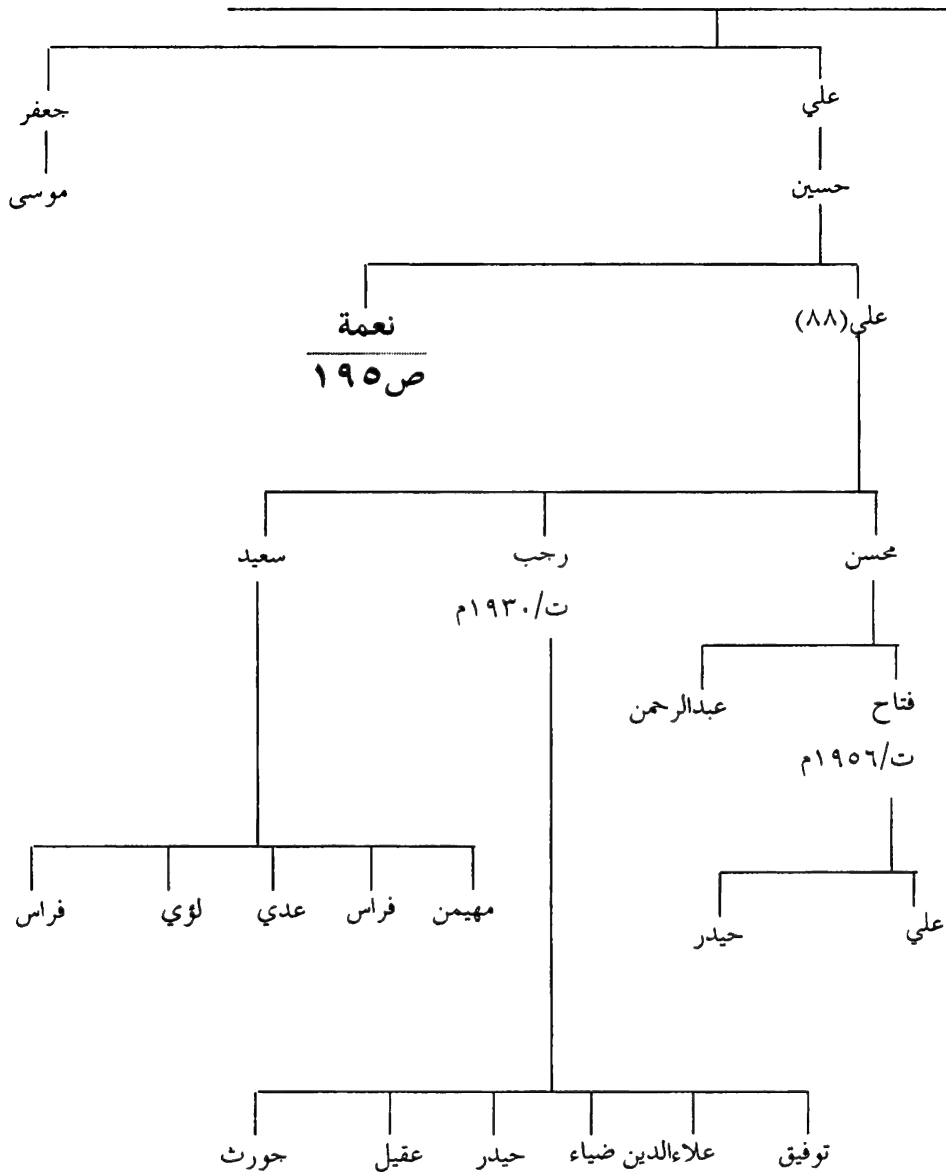 علي جعفر
حسين موسى
علي(٨٨) نعمة
ص١٩٥
محسن رجب سعيد
ت/١٩٣٠م
فتاح عبدالرحمن
ت/١٩٥٦م
مهيمن فراس عدي لؤي فراس
علي حيدر
توفيق علاءالدين ضياء حيدر عقيل جورث